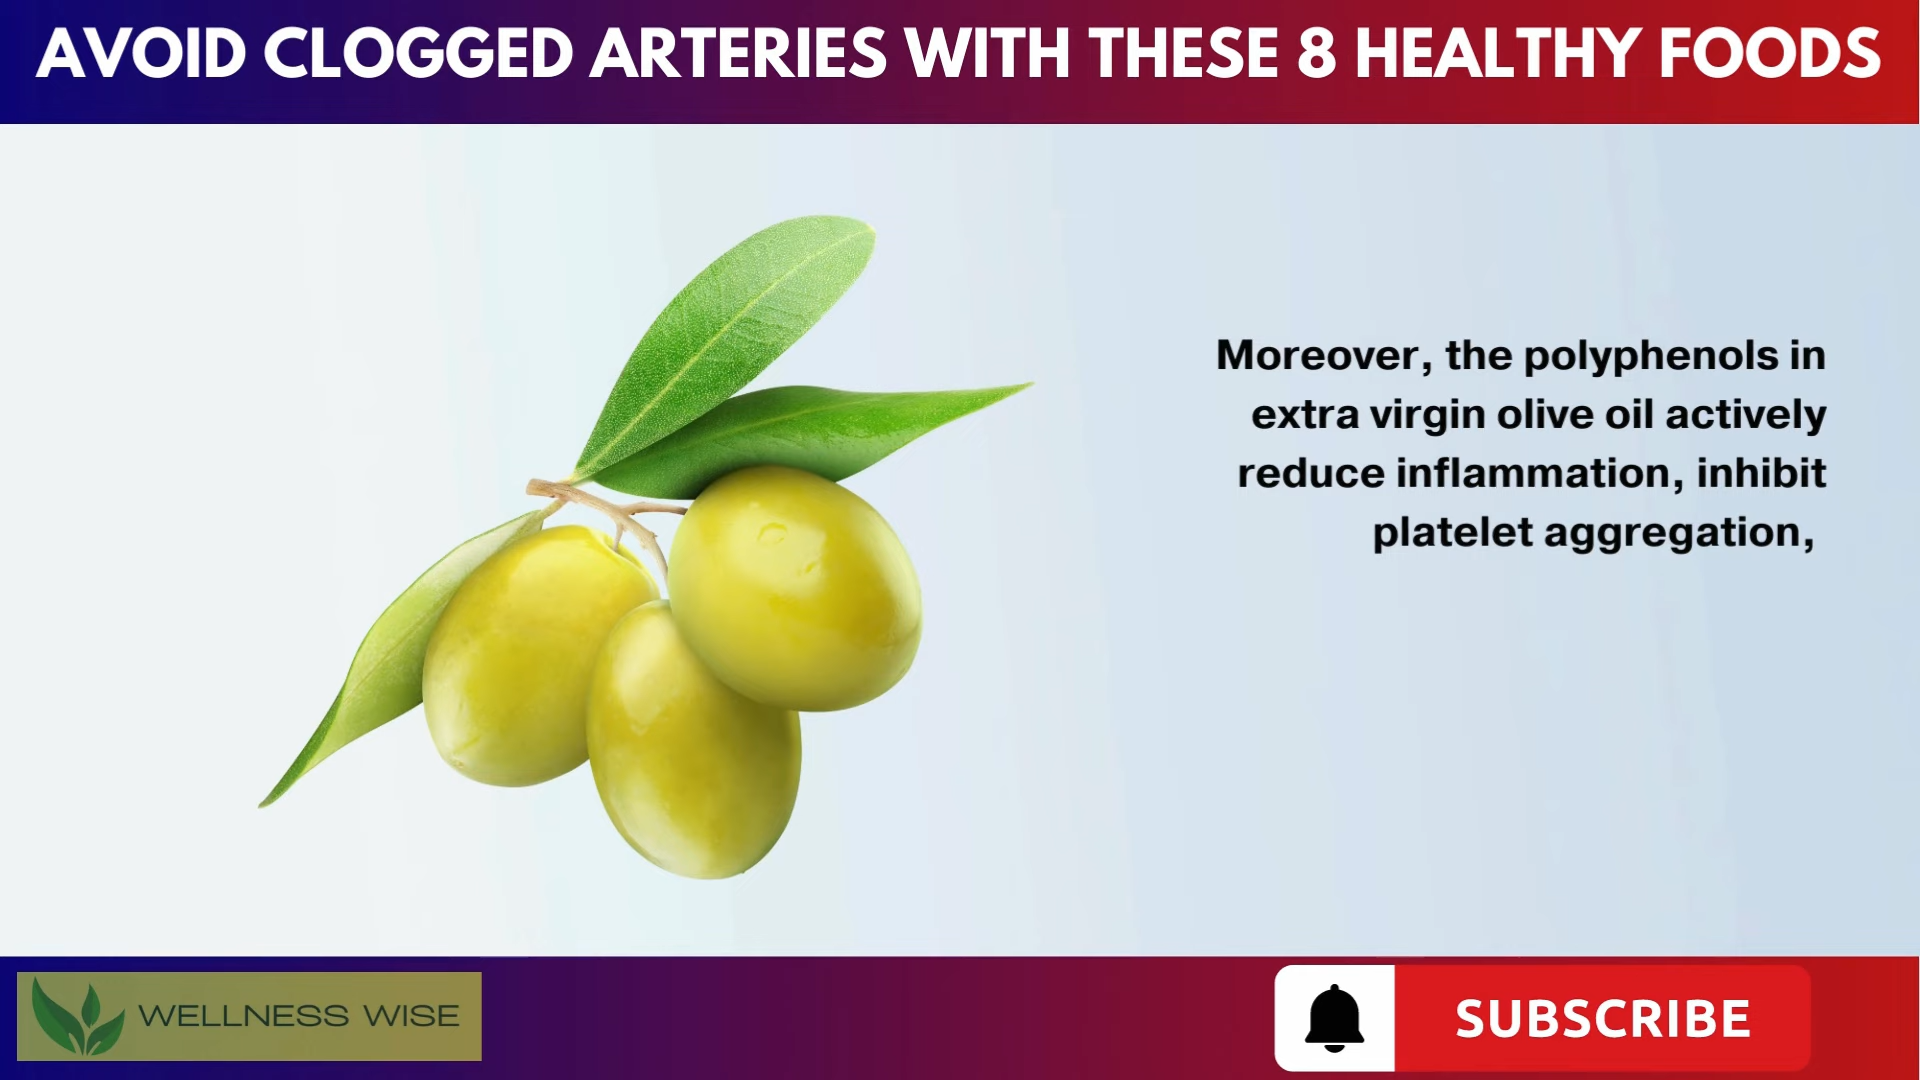 AVOID CLOGGED ARTERIES WITH THESE 8 HEALTHY FOODS
Moreover, the polyphenols in
extra virgin olive oil actively
reduce inflammation, inhibit
platelet aggregation,
WELLNESS WISE
SUBSCRIBE